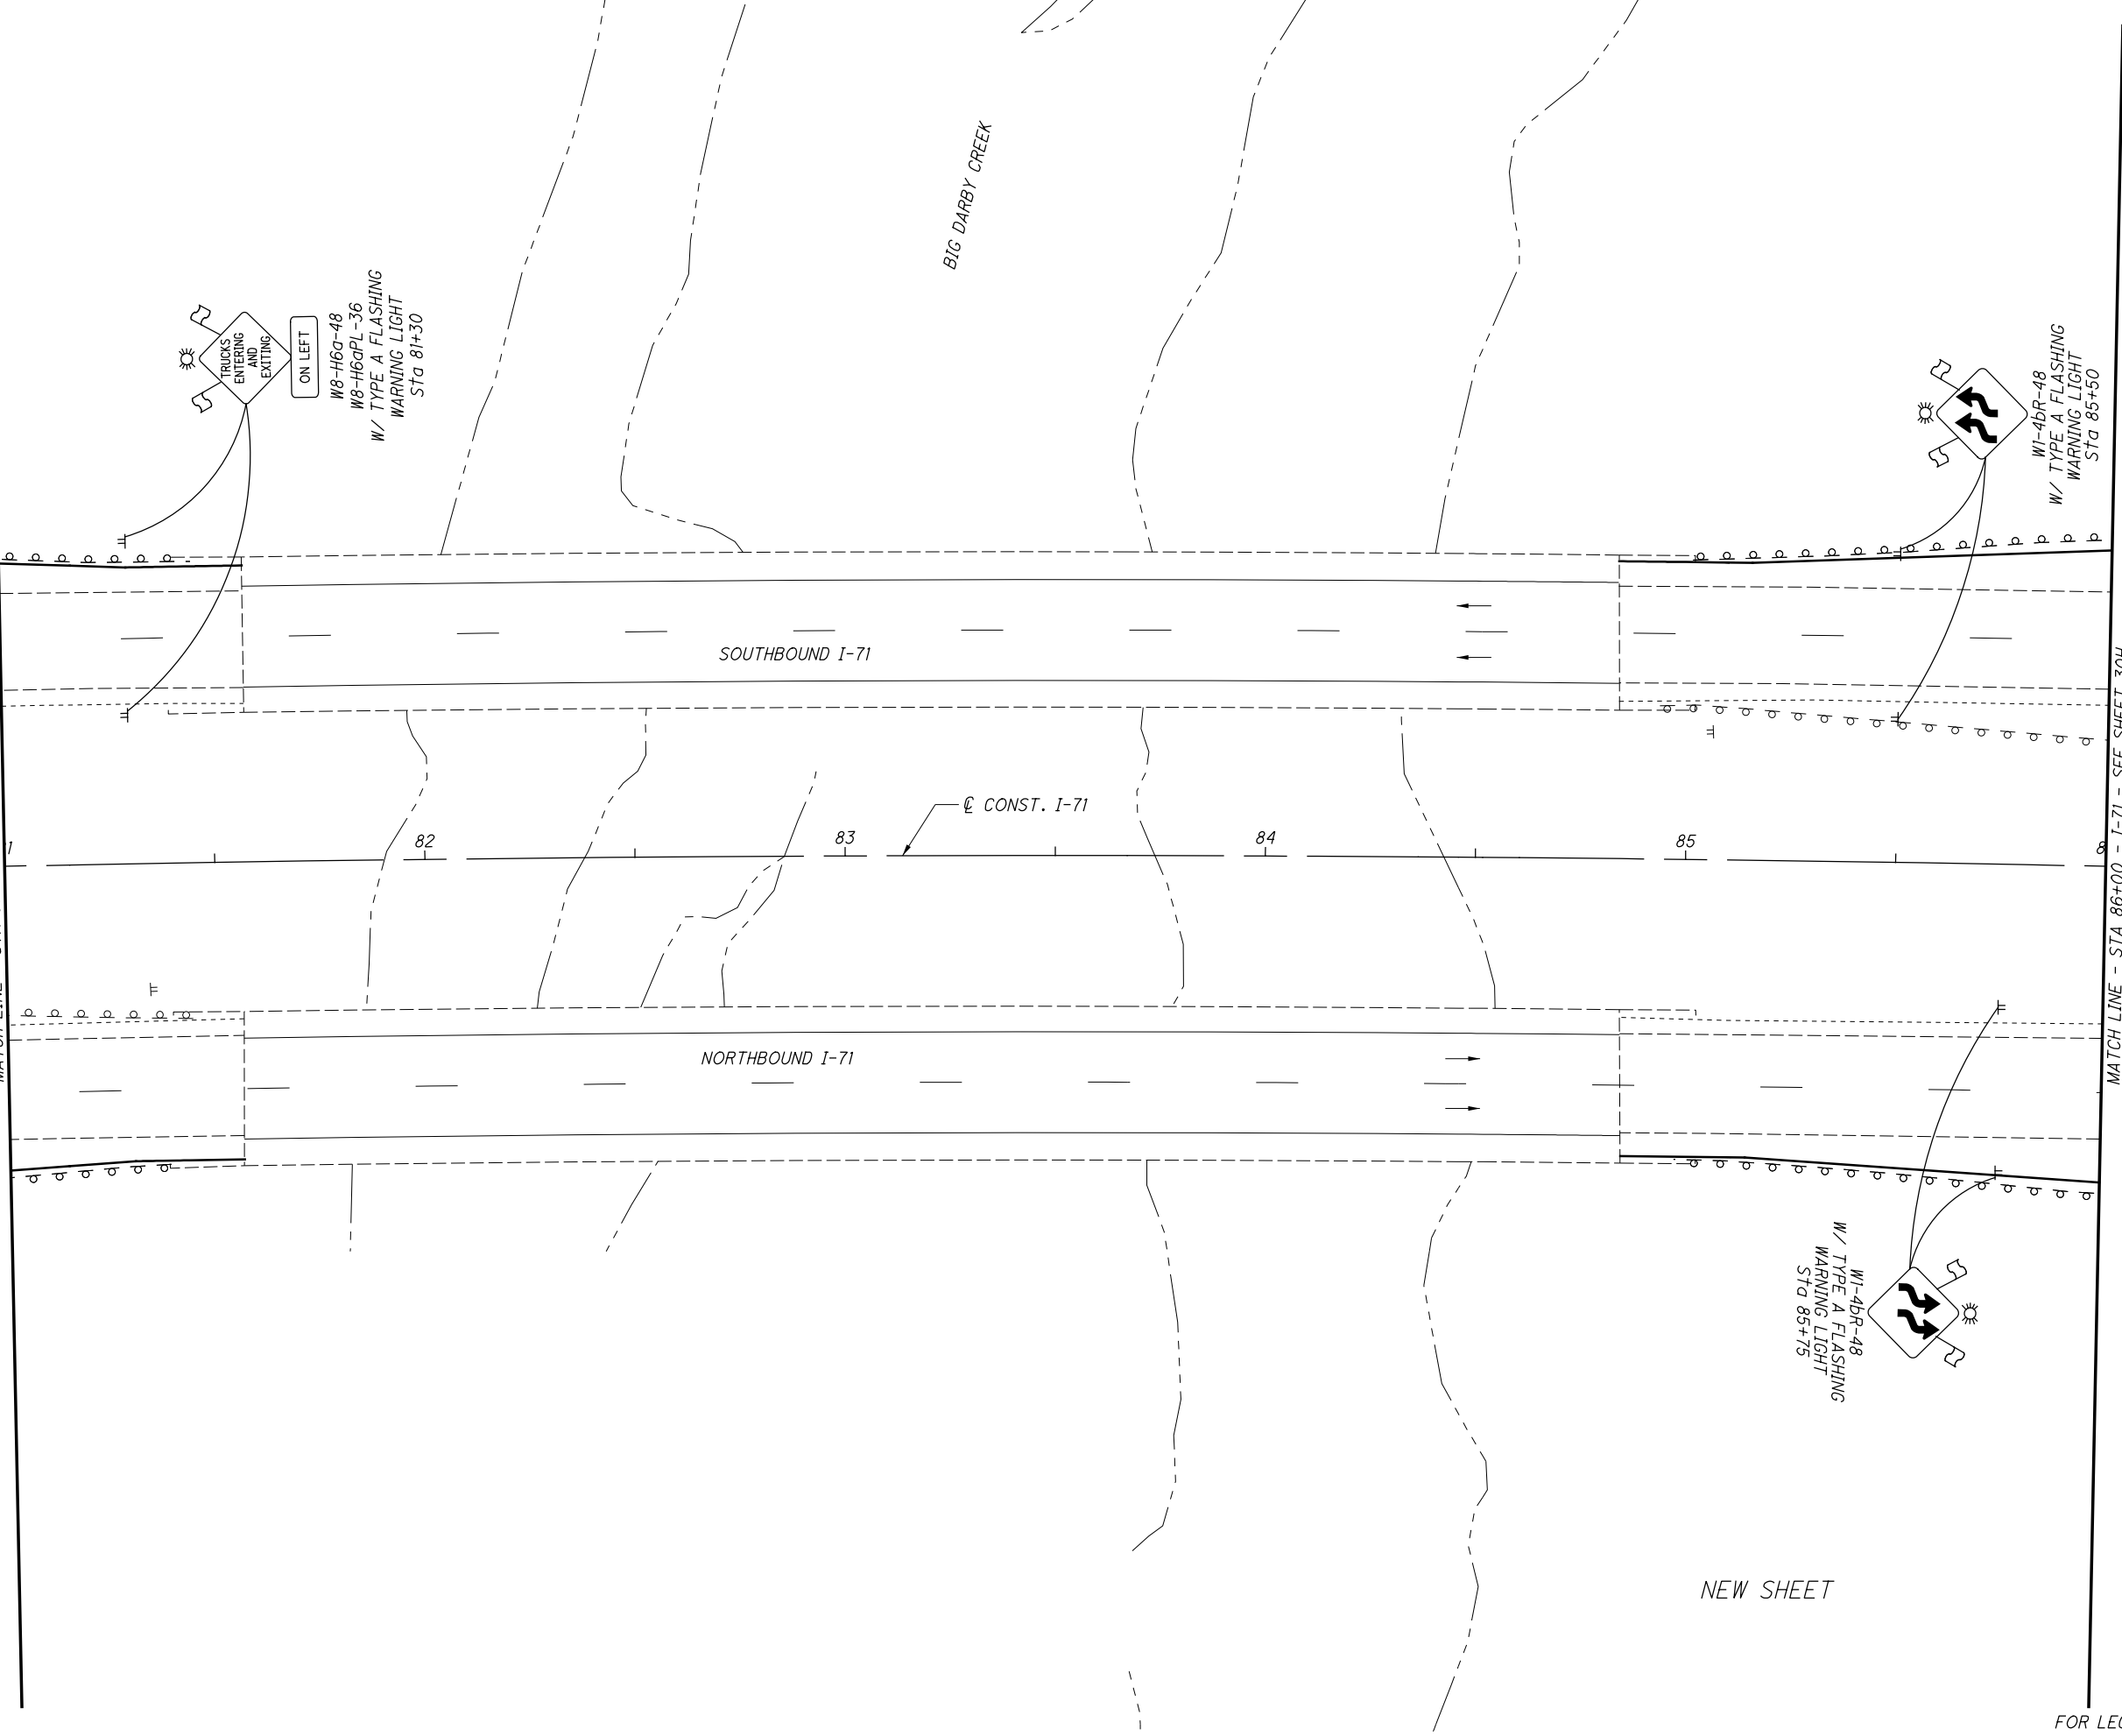 BIG DARBY CREEK
TRUCKS
ENTERING
AND
EXITING
ON LEFT
W8-H6a-48
W8-H6aPL-36
W/ TYPE A FLASHING
WARNING LIGHT
Sta 81+30
W1-4bR-48
W/ TYPE A FLASHING
WARNING LIGHT
Sta 85+50
SOUTHBOUND I-71
℄ CONST. I-71
82
83
84
85
NORTHBOUND I-71
MATCH LINE - STA 86+00 - I-71 - SEE SHEET 30H
W1-4bR-48
W/ TYPE A FLASHING
WARNING LIGHT
Sta 85+75
NEW SHEET
FOR